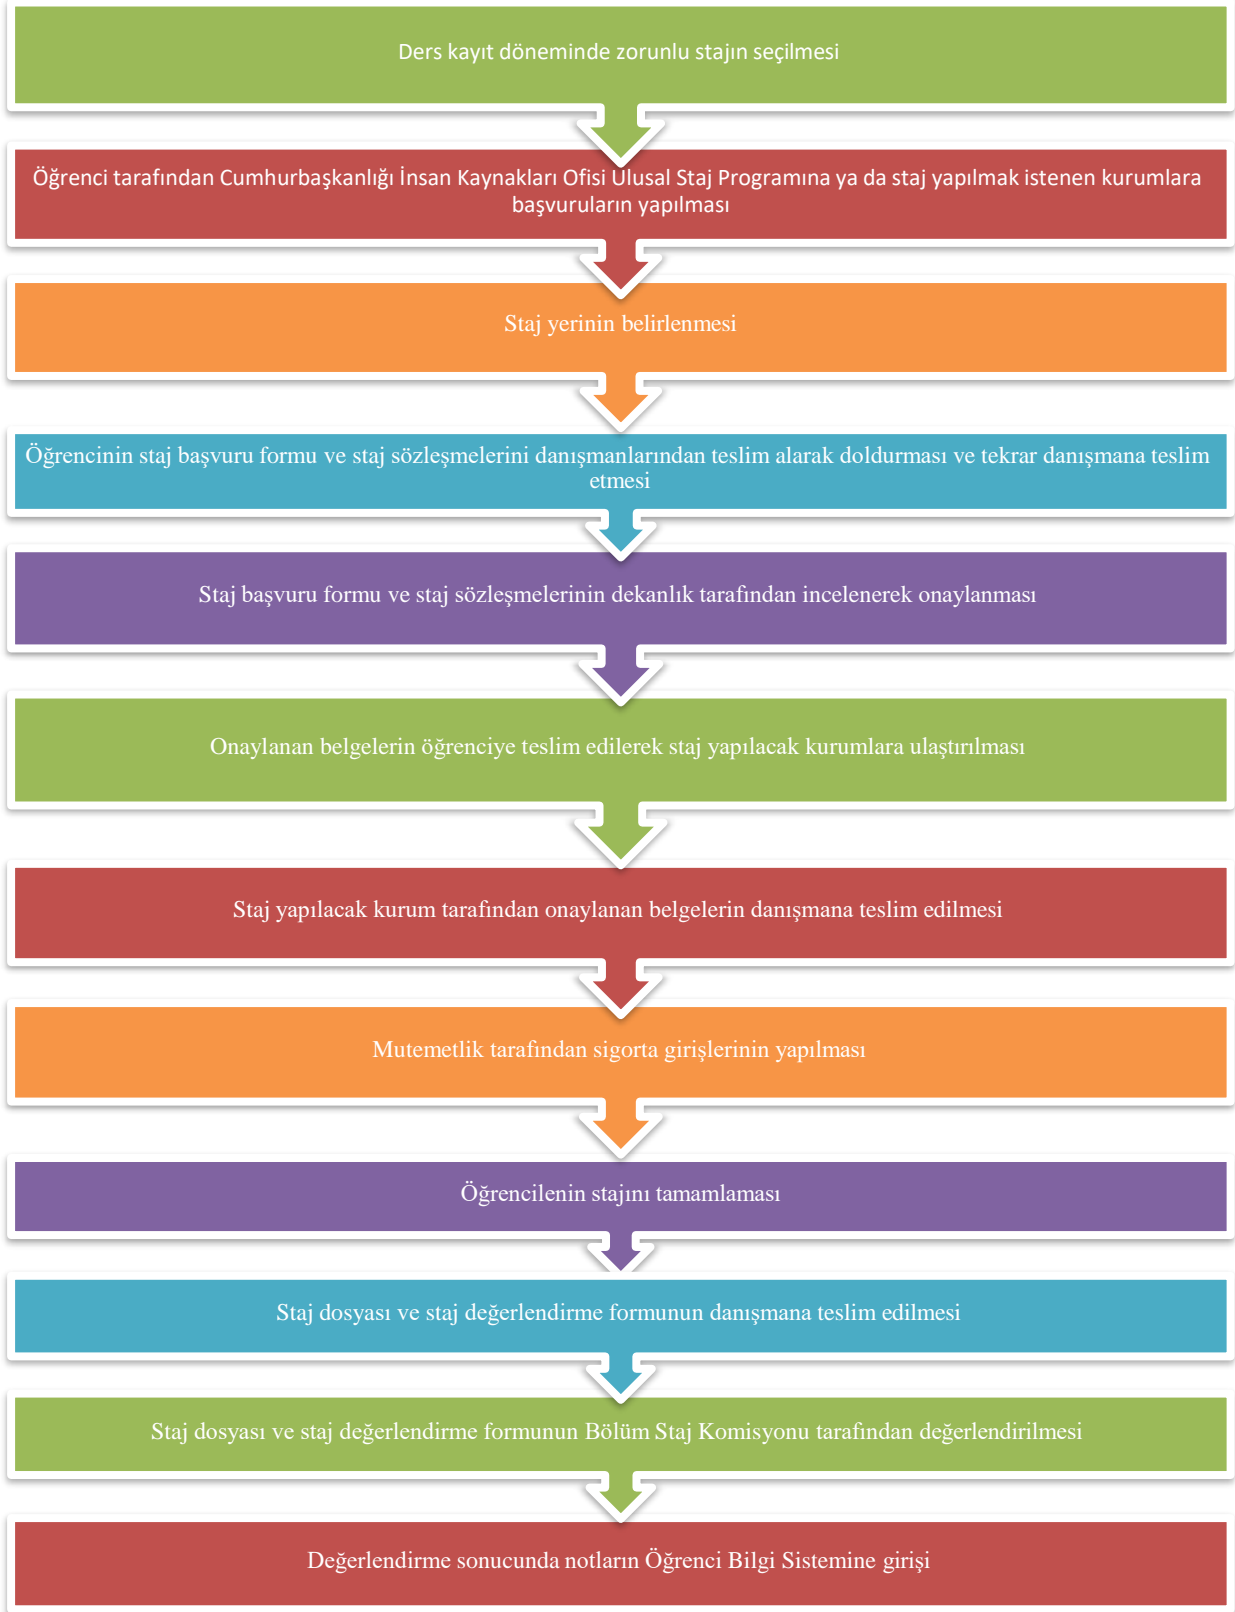 Ders kayıt döneminde zorunlu stajın seçilmesi
Öğrenci tarafından Cumhurbaşkanlığı İnsan Kaynakları Ofisi Ulusal Staj Programına ya da staj yapılmak istenen kurumlara
başvuruların yapılması
Staj yerinin belirlenmesi
Öğrencinin staj başvuru formu ve staj sözleşmelerini danışmanlarından teslim alarak doldurması ve tekrar danışmana teslim
etmesi
Staj başvuru formu ve staj sözleşmelerinin dekanlık tarafından incelenerek onaylanması
Onaylanan belgelerin öğrenciye teslim edilerek staj yapılacak kurumlara ulaştırılması
Staj yapılacak kurum tarafından onaylanan belgelerin danışmana teslim edilmesi
Mutemetlik tarafından sigorta girişlerinin yapılması
Öğrencilenin stajını tamamlaması
Staj dosyası ve staj değerlendirme formunun danışmana teslim edilmesi
Staj dosyası ve staj değerlendirme formunun Bölüm Staj Komisyonu tarafından değerlendirilmesi
Değerlendirme sonucunda notların Öğrenci Bilgi Sistemine girişi